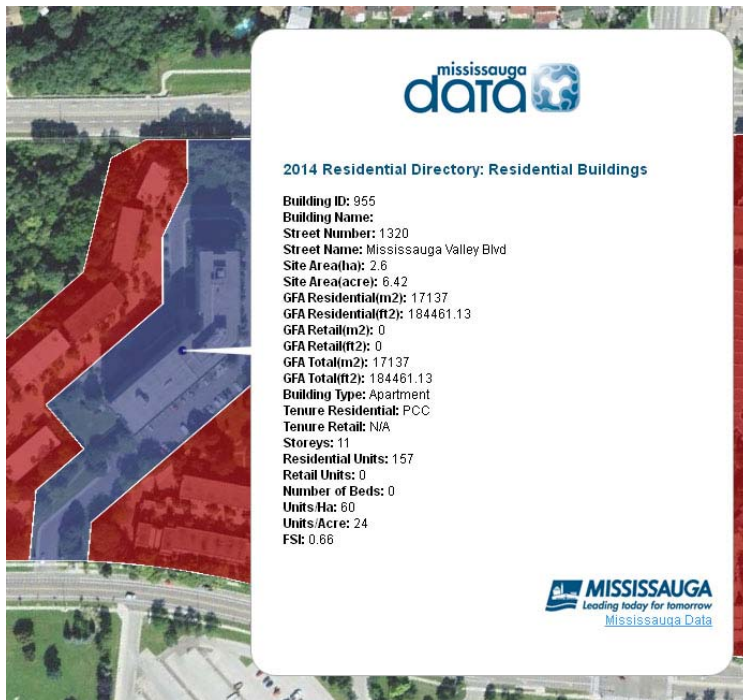 mississauga
data
2014 Residential Directory: Residential Buildings
Building ID: 955
Building Name:
Street Number: 1320
Street Name: Mississauga Valley Blvd
Site Area(ha): 2.6
Site Area(acre): 6.42
GFA Residential(m2): 17137
GFA Residential(ft2): 184461.13
GFA Retail(m2): 0
GFA Retail(ft2): 0
GFA Total(m2): 17137
GFA Total(ft2): 184461.13
Building Type: Apartment
Tenure Residential: PCC
Tenure Retail: N/A
Storeys: 11
Residential Units: 157
Retail Units: 0
Number of Beds: 0
Units/Ha: 60
Units/Acre: 24
FSI: 0.66
MISSISSAUGA
Leading today for tomorrow
Mississauga Data